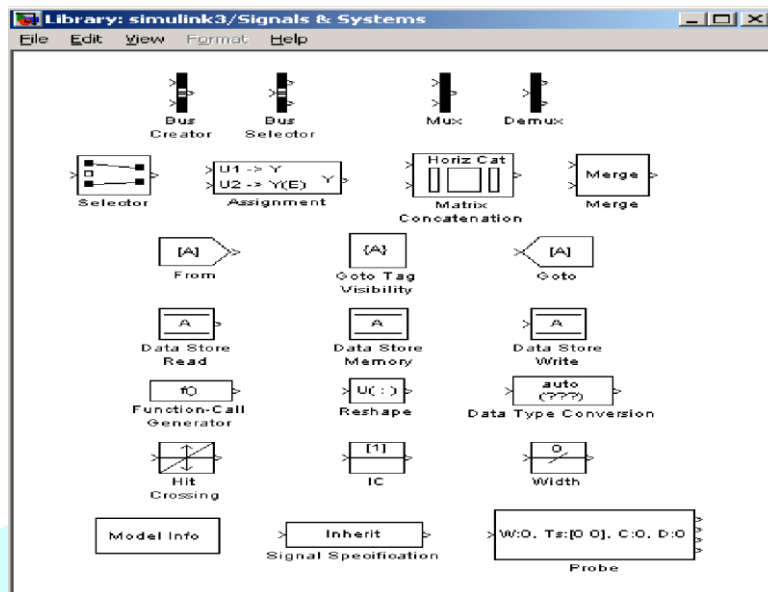 Library: simulink3/Signals & Systems
File Edit View Format Help
Bus Creator
Bus Selector
Mux
Demux
Selector
U1 -> Y
U2 -> Y(E)
Y
Assignment
Horiz Cat
Matrix Concatenation
Merge
Merge
[A]
From
{A}
Goto Tag Visibility
[A]
Goto
A
Data Store Read
A
Data Store Memory
A
Data Store Write
f()
Function-Call Generator
U( : )
Reshape
auto
(???)
Data Type Conversion
Hit Crossing
[1]
IC
0
Width
Model Info
Inherit
Signal Specification
W:0, Ts:[0 0], C:0, D:0
Probe